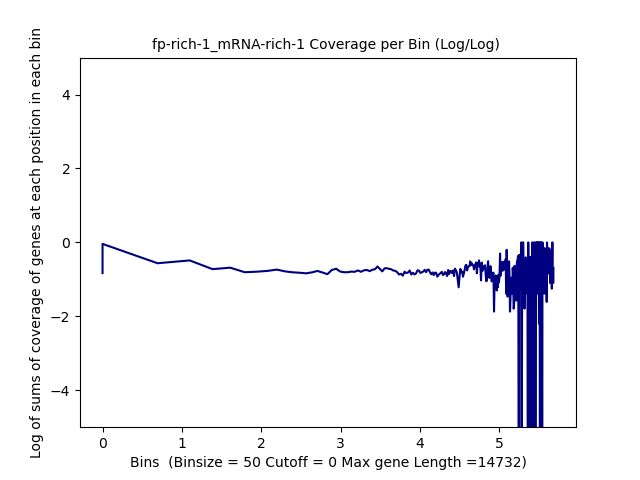 fp-rich-1_mRNA-rich-1 Coverage per Bin (Log/Log)
Log of sums of coverage of genes at each position in each bin
4
2
0
−2
−4
0 1 2 3 4 5
Bins  (Binsize = 50 Cutoff = 0 Max gene Length =14732)